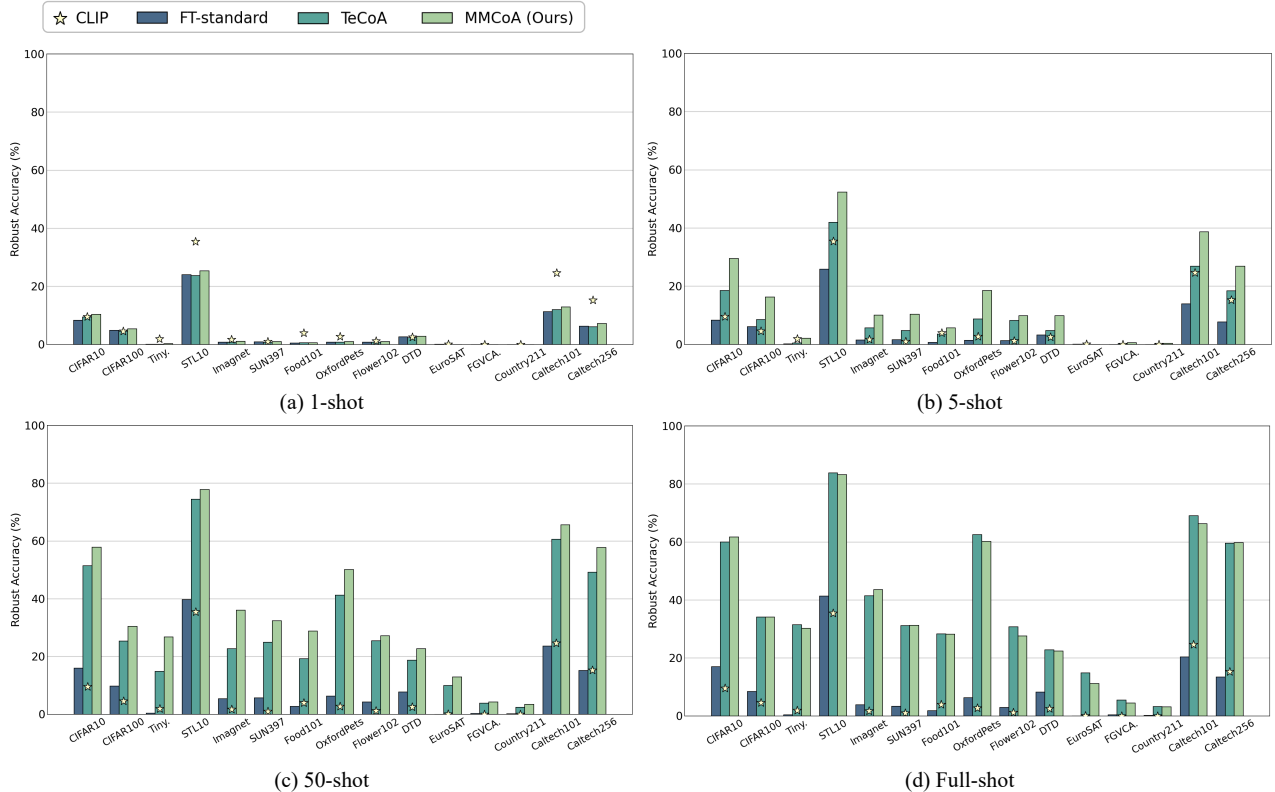 CLIP FT-standard TeCoA MMCoA (Ours)
Robust Accuracy (%)
100
80
60
40
20
0
CIFAR10 CIFAR100 Tiny. STL10 Imagnet SUN397 Food101 OxfordPets Flower102 DTD EuroSAT FGVCA. Country211 Caltech101 Caltech256
(a) 1-shot
Robust Accuracy (%)
100
80
60
40
20
0
CIFAR10 CIFAR100 Tiny. STL10 Imagnet SUN397 Food101 OxfordPets Flower102 DTD EuroSAT FGVCA. Country211 Caltech101 Caltech256
(b) 5-shot
Robust Accuracy (%)
100
80
60
40
20
0
CIFAR10 CIFAR100 Tiny. STL10 Imagnet SUN397 Food101 OxfordPets Flower102 DTD EuroSAT FGVCA. Country211 Caltech101 Caltech256
(c) 50-shot
Robust Accuracy (%)
100
80
60
40
20
0
CIFAR10 CIFAR100 Tiny. STL10 Imagnet SUN397 Food101 OxfordPets Flower102 DTD EuroSAT FGVCA. Country211 Caltech101 Caltech256
(d) Full-shot